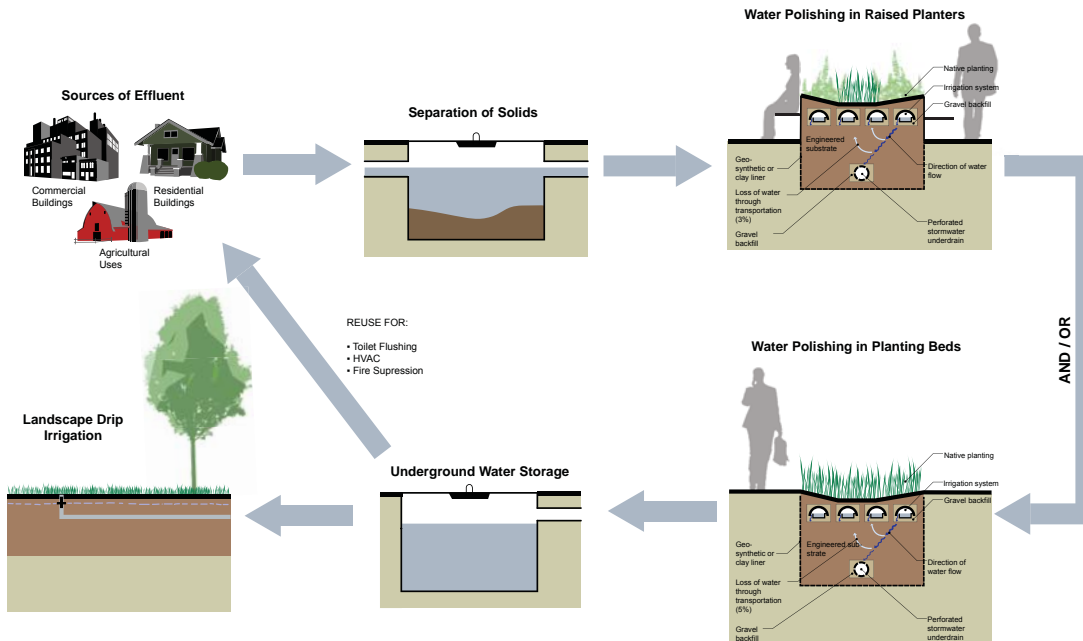 Sources of Effluent
Commercial
Buildings
Residential
Buildings
Agricultural
Uses
Separation of Solids
Water Polishing in Raised Planters
Native planting
Irrigation system
Gravel backfill
Engineered
substrate
Geo-
synthetic or
clay liner
Loss of water
through
transportation
(3%)
Gravel
backfill
Direction of water
flow
Perforated
stormwater
underdrain
AND / OR
Water Polishing in Planting Beds
Native planting
Irrigation system
Gravel backfill
Engineered sub
strate
Geo-
synthetic or
clay liner
Loss of water
through
transportation
(5%)
Gravel
backfill
Direction of
water flow
Perforated
stormwater
underdrain
Underground Water Storage
REUSE FOR:
▪ Toilet Flushing
▪ HVAC
▪ Fire Supression
Landscape Drip
Irrigation